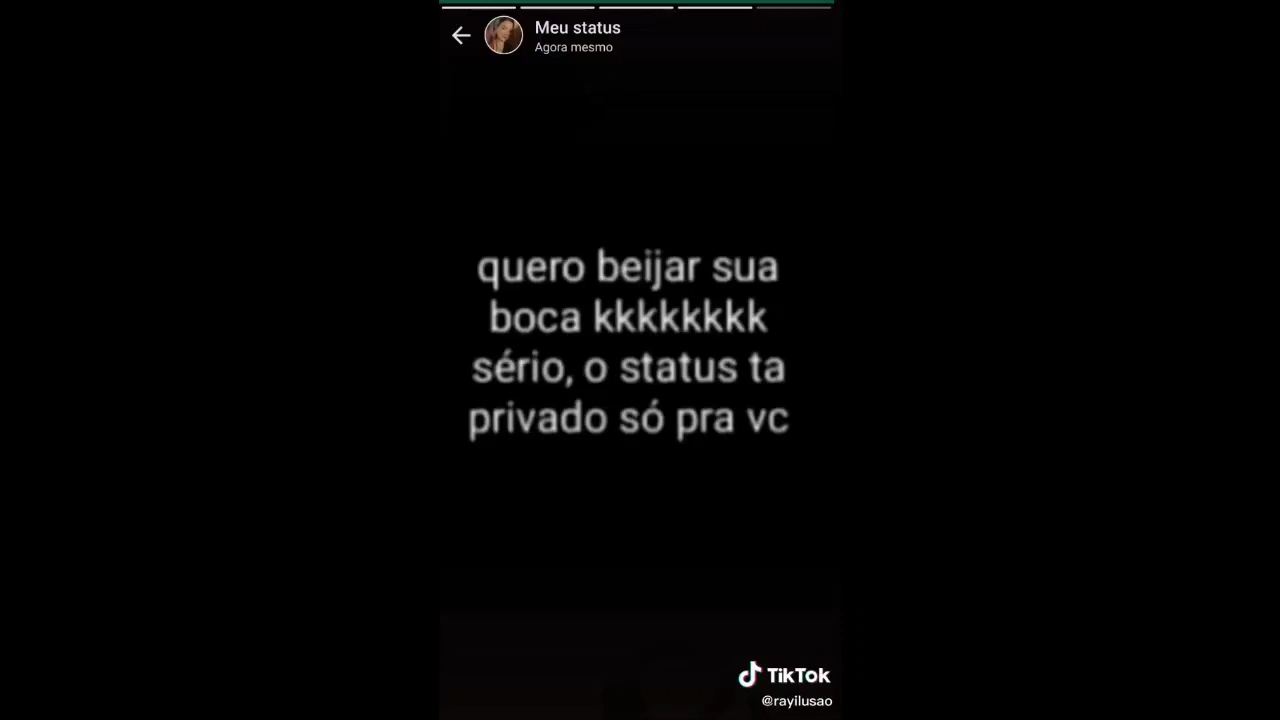 Meu status
Agora mesmo
quero beijar sua
boca kkkkkkkk
sério, o status ta
privado só pra vc
TikTok
@rayilusao